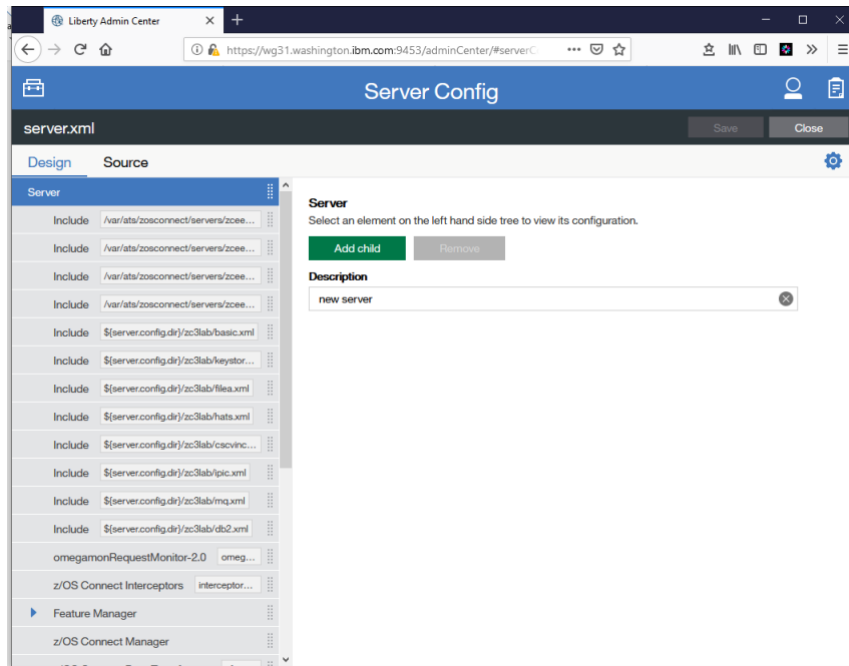 Liberty Admin Center
https://wg31.washington.ibm.com:9453/adminCenter/#serverC
Server Config
server.xml
Save
Close
Design
Source
Server
Include /var/ats/zosconnect/servers/zcee...
Include /var/ats/zosconnect/servers/zcee...
Include /var/ats/zosconnect/servers/zcee...
Include /var/ats/zosconnect/servers/zcee...
Include ${server.config.dir}/zc3lab/basic.xml
Include ${server.config.dir}/zc3lab/keystor...
Include ${server.config.dir}/zc3lab/filea.xml
Include ${server.config.dir}/zc3lab/hats.xml
Include ${server.config.dir}/zc3lab/cscvinc...
Include ${server.config.dir}/zc3lab/ipic.xml
Include ${server.config.dir}/zc3lab/mq.xml
Include ${server.config.dir}/zc3lab/db2.xml
omegamonRequestMonitor-2.0 omeg...
z/OS Connect Interceptors interceptor...
Feature Manager
z/OS Connect Manager
Server
Select an element on the left hand side tree to view its configuration.
Add child
Remove
Description
new server